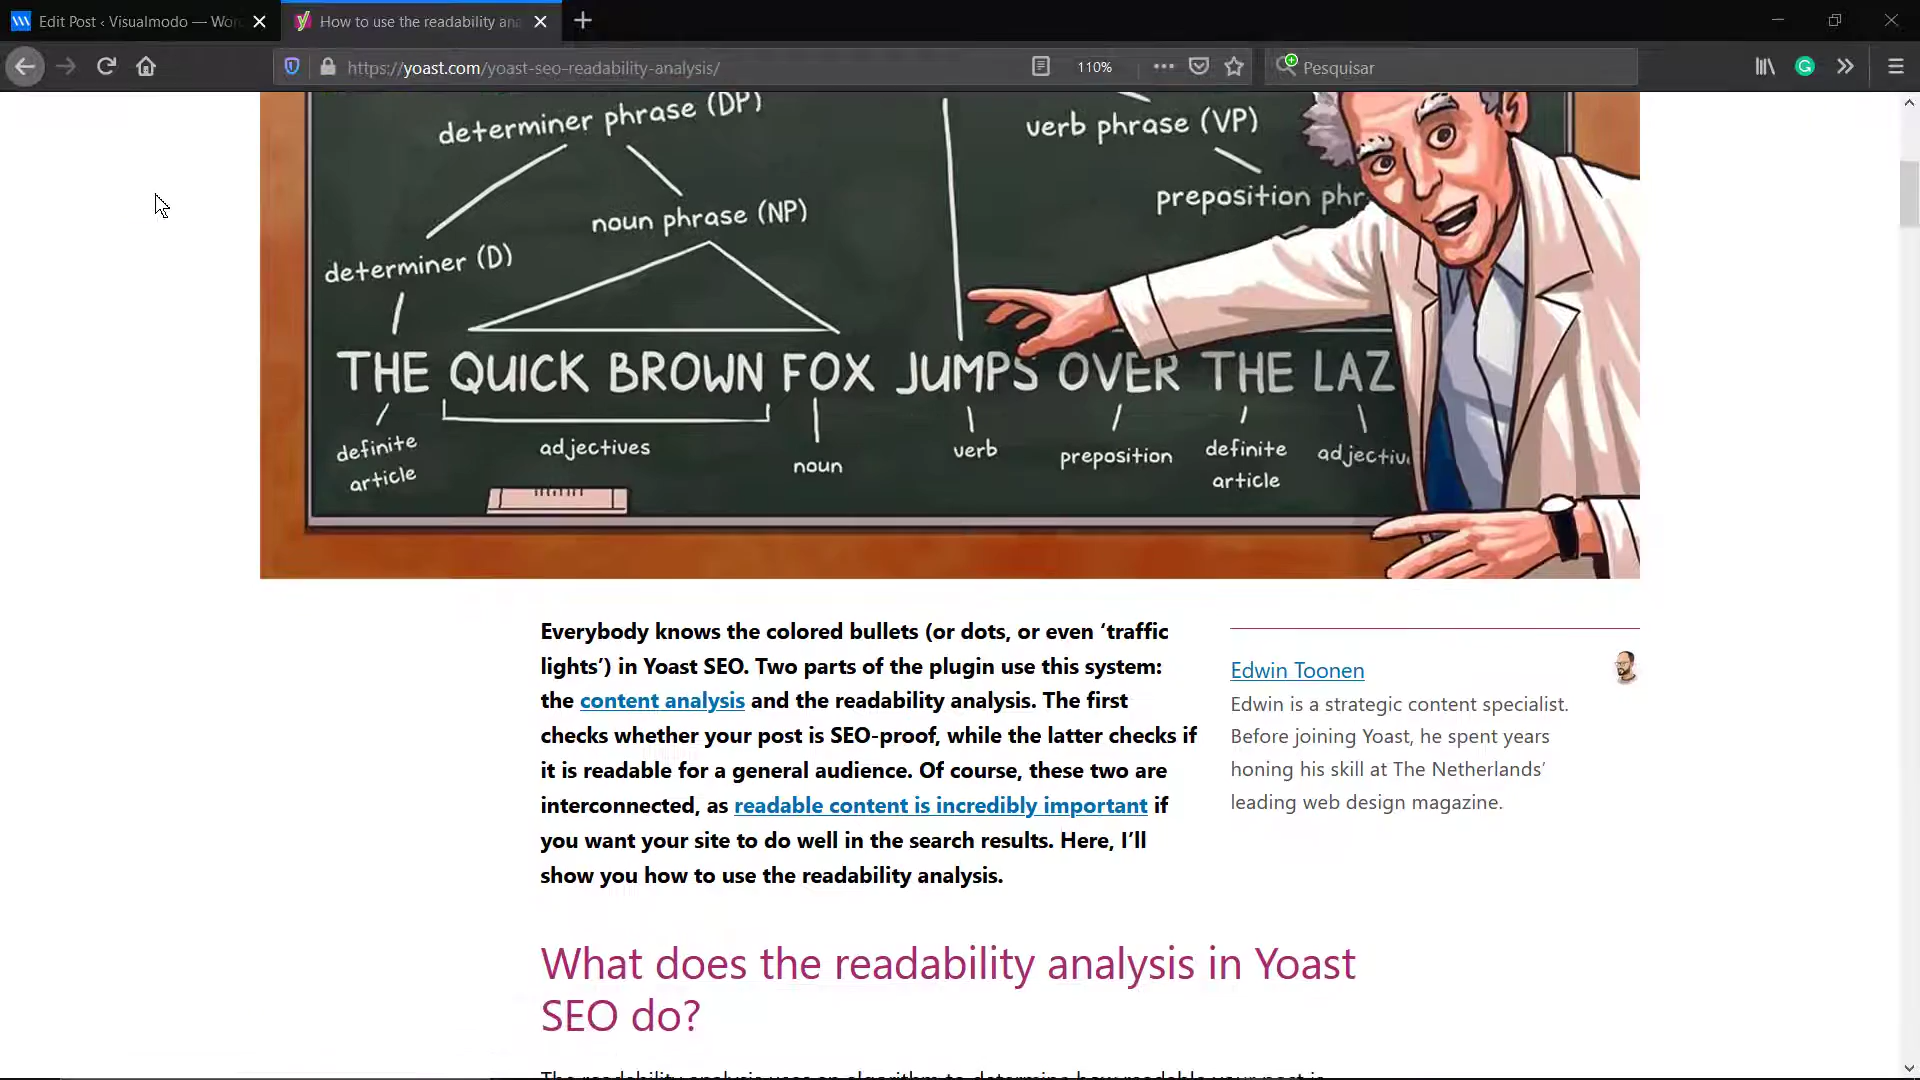 Edit Post ‹ Visualmodo — Wor
How to use the readability ana
https://yoast.com/yoast-seo-readability-analysis/
110%
Pesquisar
determiner phrase (DP)
verb phrase (VP)
preposition phr
noun phrase (NP)
determiner (D)
THE QUICK BROWN FOX JUMPS OVER THE LAZ
definite article
adjectives
noun
verb
preposition
definite article
adjectiv
Everybody knows the colored bullets (or dots, or even ‘traffic
lights’) in Yoast SEO. Two parts of the plugin use this system:
the content analysis and the readability analysis. The first
checks whether your post is SEO-proof, while the latter checks if
it is readable for a general audience. Of course, these two are
interconnected, as readable content is incredibly important if
you want your site to do well in the search results. Here, I’ll
show you how to use the readability analysis.
Edwin Toonen
Edwin is a strategic content specialist.
Before joining Yoast, he spent years
honing his skill at The Netherlands’
leading web design magazine.
What does the readability analysis in Yoast
SEO do?